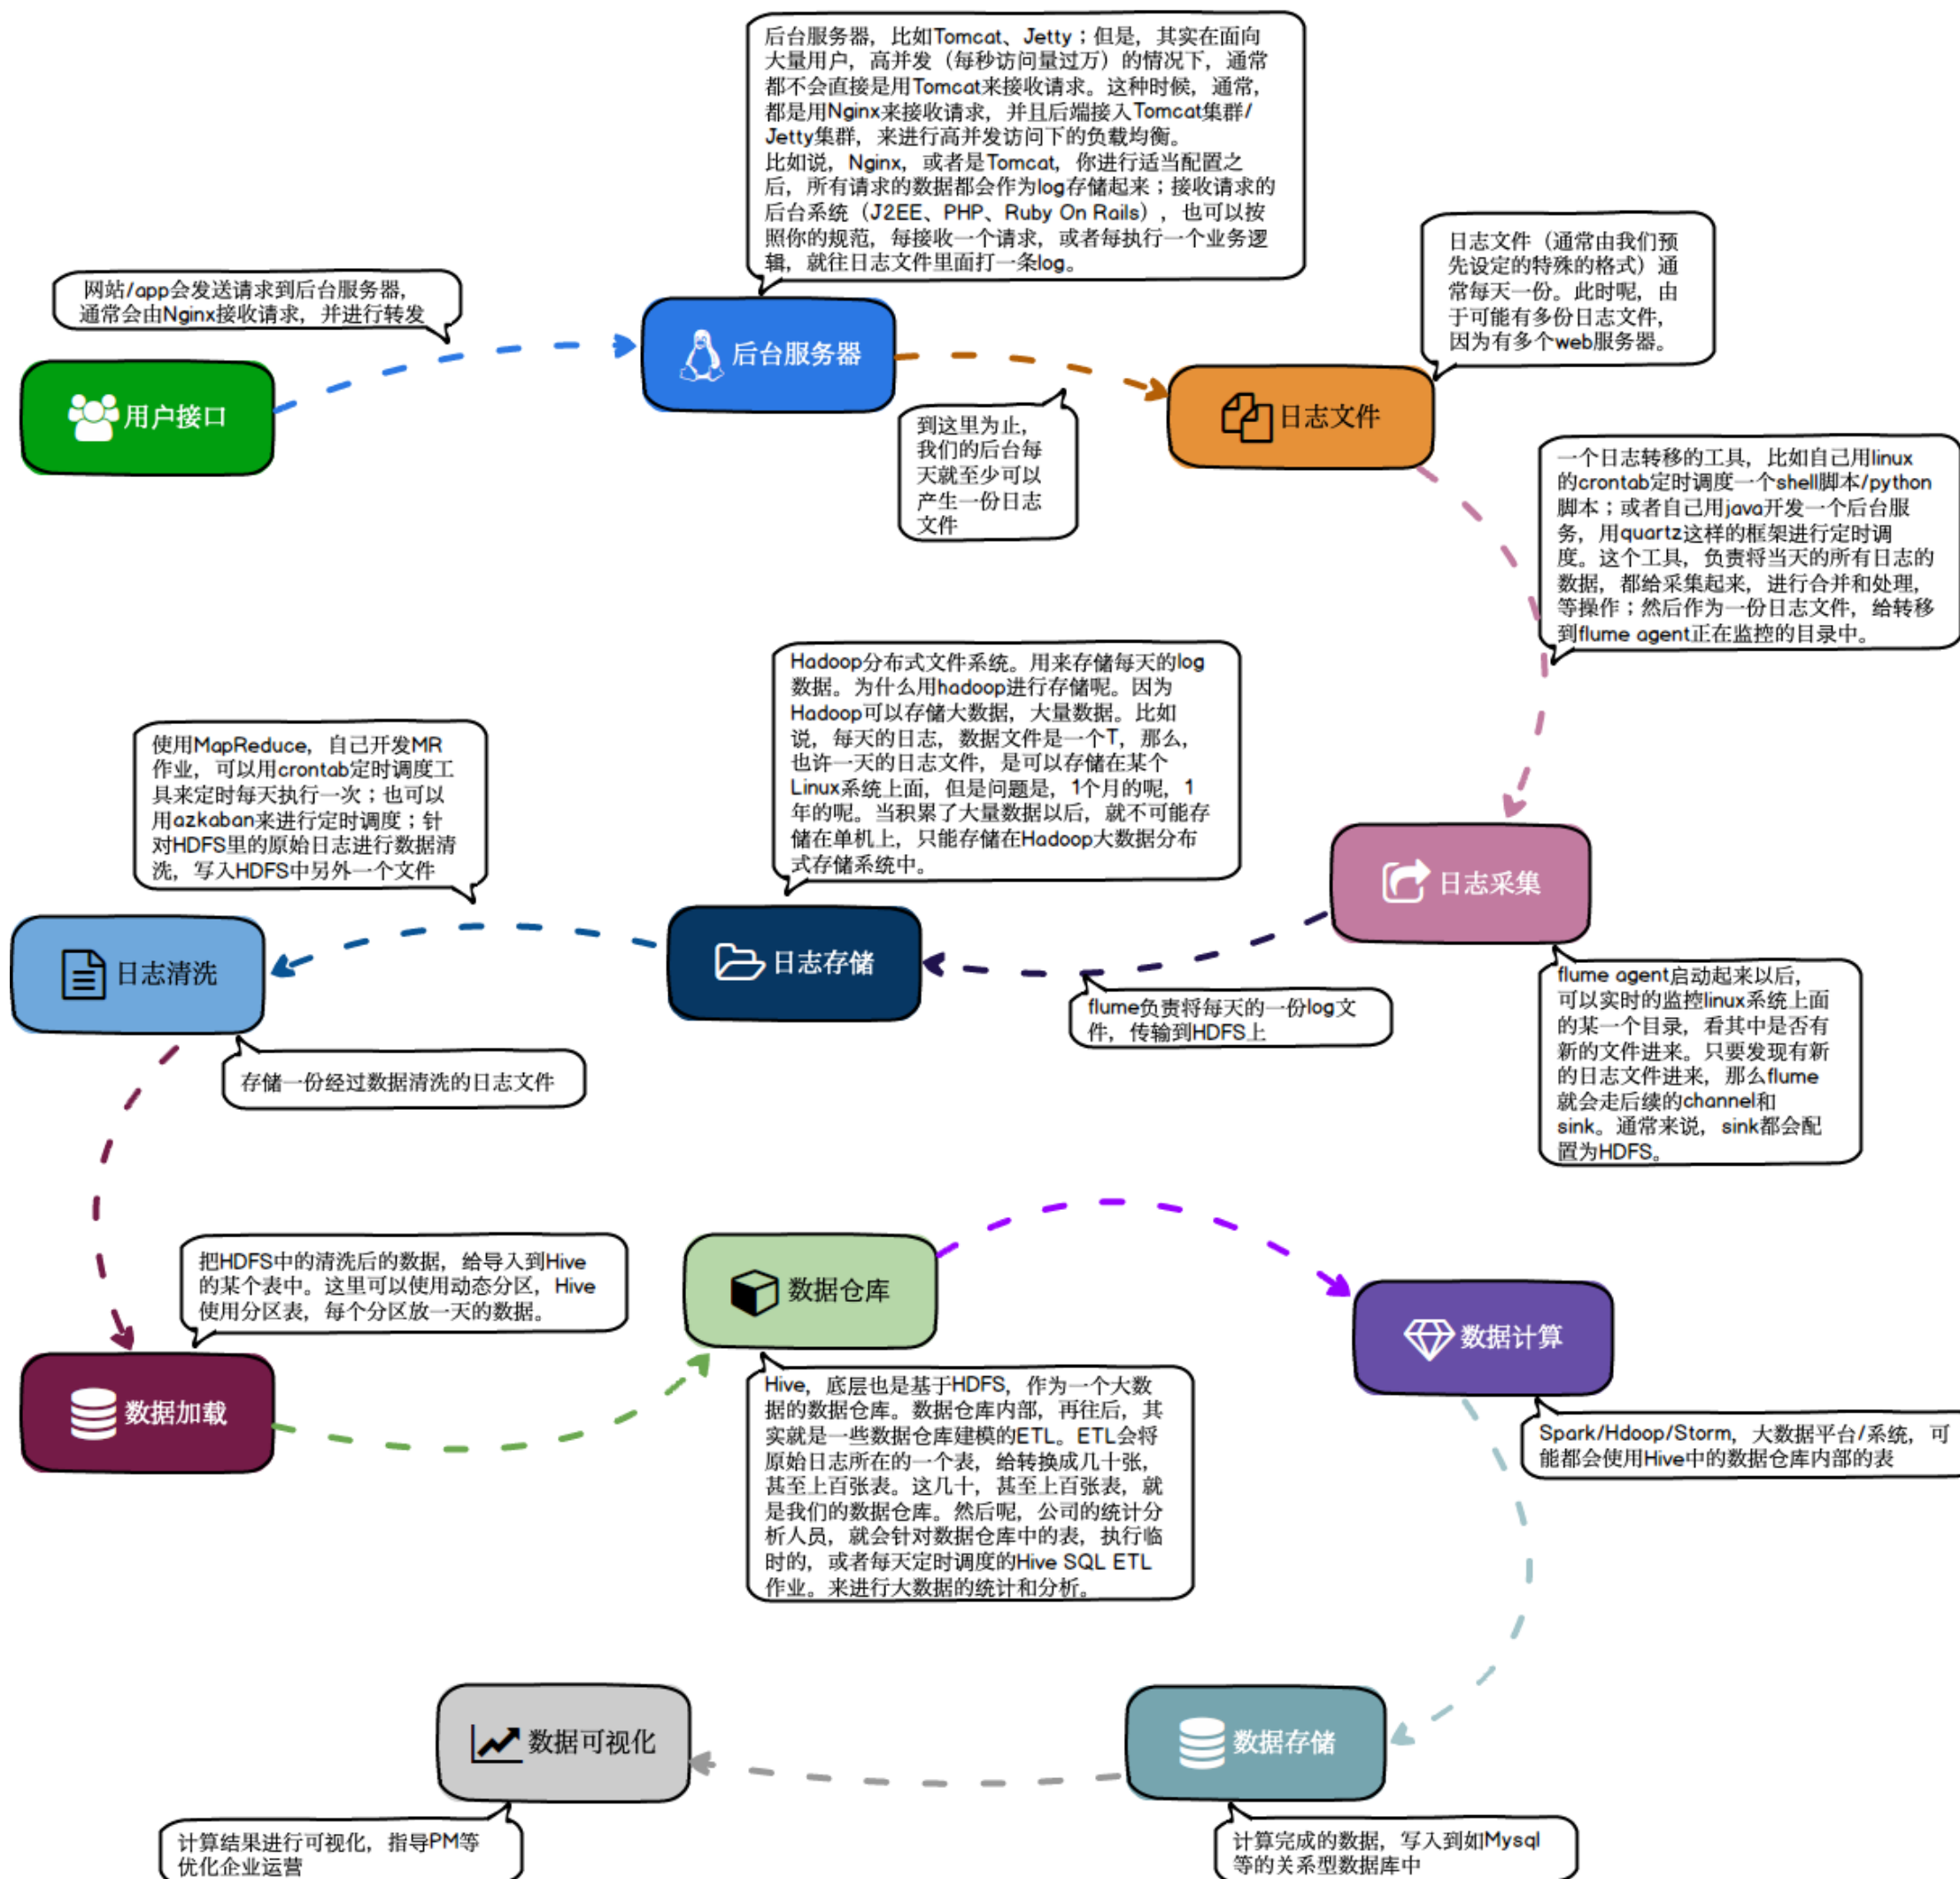 后台服务器，比如Tomcat、Jetty；但是，其实在面向
大量用户，高并发（每秒访问量过万）的情况下，通常
都不会直接是用Tomcat来接收请求。这种时候，通常，
都是用Nginx来接收请求，并且后端接入Tomcat集群/
Jetty集群，来进行高并发访问下的负载均衡。
比如说，Nginx，或者是Tomcat，你进行适当配置之
后，所有请求的数据都会作为log存储起来；接收请求的
后台系统（J2EE、PHP、Ruby On Rails），也可以按
照你的规范，每接收一个请求，或者每执行一个业务逻
辑，就往日志文件里面打一条log。
网站/app会发送请求到后台服务器，
通常会由Nginx接收请求，并进行转发
用户接口
后台服务器
到这里为止，
我们的后台每
天就至少可以
产生一份日志
文件
日志文件（通常由我们预
先设定的特殊的格式）通
常每天一份。此时呢，由
于可能有多份日志文件，
因为有多个web服务器。
日志文件
一个日志转移的工具，比如自己用linux
的crontab定时调度一个shell脚本/python
脚本；或者自己用java开发一个后台服
务，用quartz这样的框架进行定时调
度。这个工具，负责将当天的所有日志的
数据，都给采集起来，进行合并和处理，
等操作；然后作为一份日志文件，给转移
到flume agent正在监控的目录中。
日志采集
flume agent启动起来以后，
可以实时的监控linux系统上面
的某一个目录，看其中是否有
新的文件进来。只要发现有新
的日志文件进来，那么flume
就会走后续的channel和
sink。通常来说，sink都会配
置为HDFS。
flume负责将每天的一份log文
件，传输到HDFS上
Hadoop分布式文件系统。用来存储每天的log
数据。为什么用hadoop进行存储呢。因为
Hadoop可以存储大数据，大量数据。比如
说，每天的日志，数据文件是一个T，那么，
也许一天的日志文件，是可以存储在某个
Linux系统上面，但是问题是，1个月的呢，1
年的呢。当积累了大量数据以后，就不可能存
储在单机上，只能存储在Hadoop大数据分布
式存储系统中。
日志存储
使用MapReduce，自己开发MR
作业，可以用crontab定时调度工
具来定时每天执行一次；也可以
用azkaban来进行定时调度；针
对HDFS里的原始日志进行数据清
洗，写入HDFS中另外一个文件
日志清洗
存储一份经过数据清洗的日志文件
把HDFS中的清洗后的数据，给导入到Hive
的某个表中。这里可以使用动态分区，Hive
使用分区表，每个分区放一天的数据。
数据加载
数据仓库
Hive，底层也是基于HDFS，作为一个大数
据的数据仓库。数据仓库内部，再往后，其
实就是一些数据仓库建模的ETL。ETL会将
原始日志所在的一个表，给转换成几十张，
甚至上百张表。这几十，甚至上百张表，就
是我们的数据仓库。然后呢，公司的统计分
析人员，就会针对数据仓库中的表，执行临
时的，或者每天定时调度的Hive SQL ETL
作业。来进行大数据的统计和分析。
数据计算
Spark/Hdoop/Storm，大数据平台/系统，可
能都会使用Hive中的数据仓库内部的表
数据存储
计算完成的数据，写入到如Mysql
等的关系型数据库中
数据可视化
计算结果进行可视化，指导PM等
优化企业运营